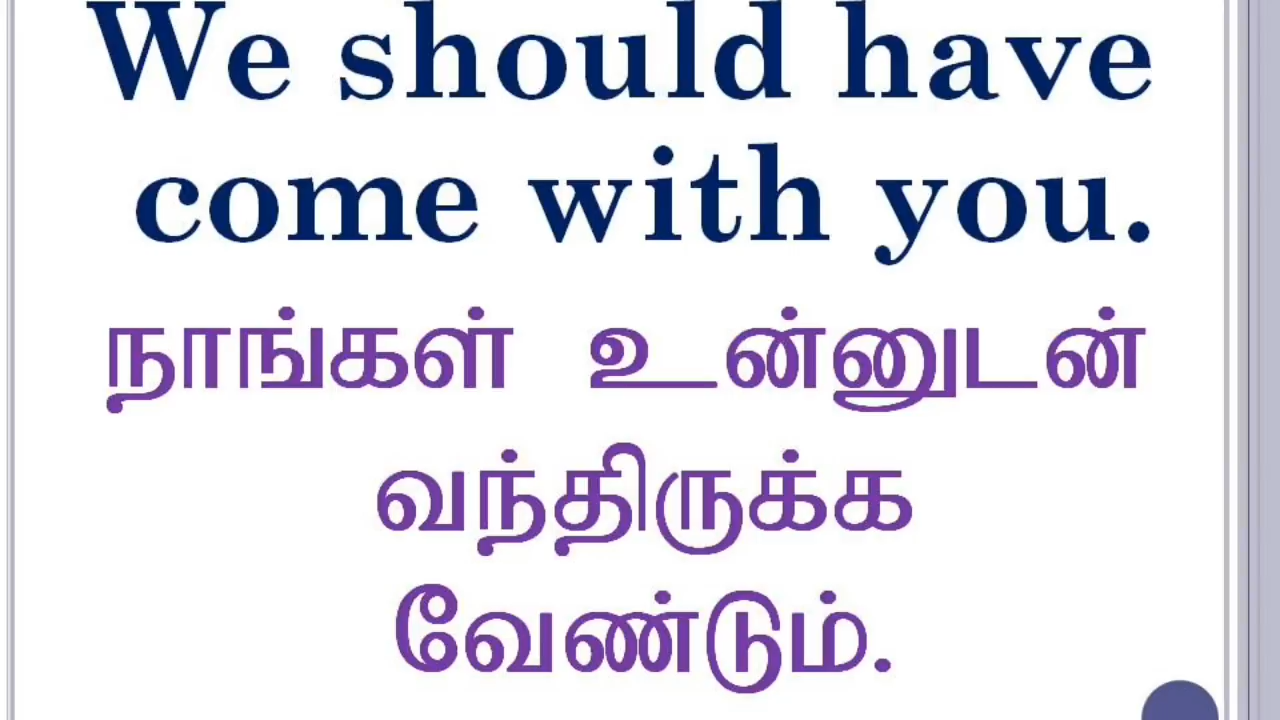 We should have
come with you.
நாங்கள் உன்னுடன்
வந்திருக்க
வேண்டும்.